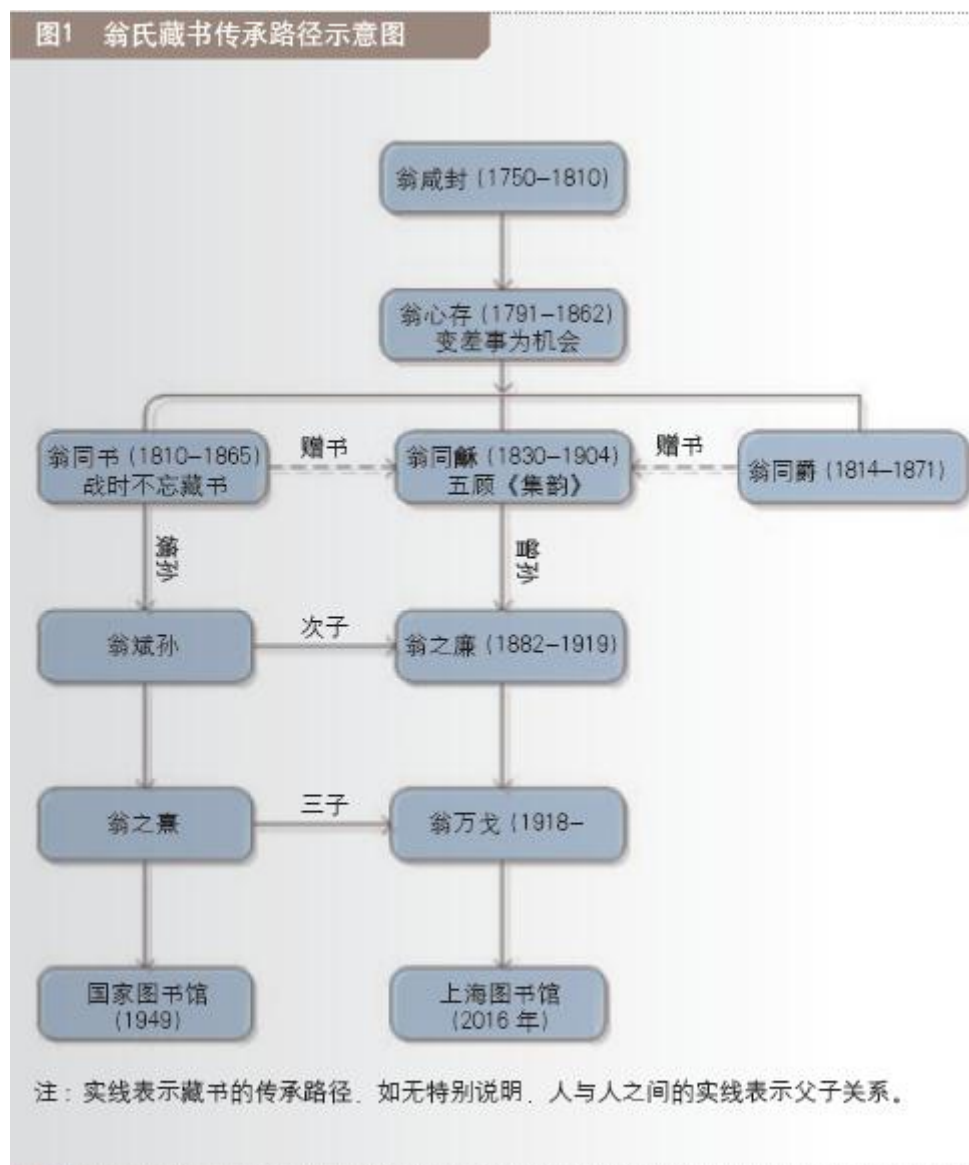 图1 翁氏藏书传承路径示意图
翁咸封 (1750–1810)
翁心存 (1791–1862)
变差事为机会
翁同书 (1810–1865)
战时不忘藏书
赠书
翁同龢 (1830–1904)
五顾《集韵》
赠书
翁同爵 (1814–1871)
嫡孙
曾孙
翁斌孙
次子
翁之廉 (1882–1919)
翁之熹
三子
翁万戈 (1918–
国家图书馆
(1949)
上海图书馆
(2016 年)
注：实线表示藏书的传承路径．如无特别说明．人与人之间的实线表示父子关系。